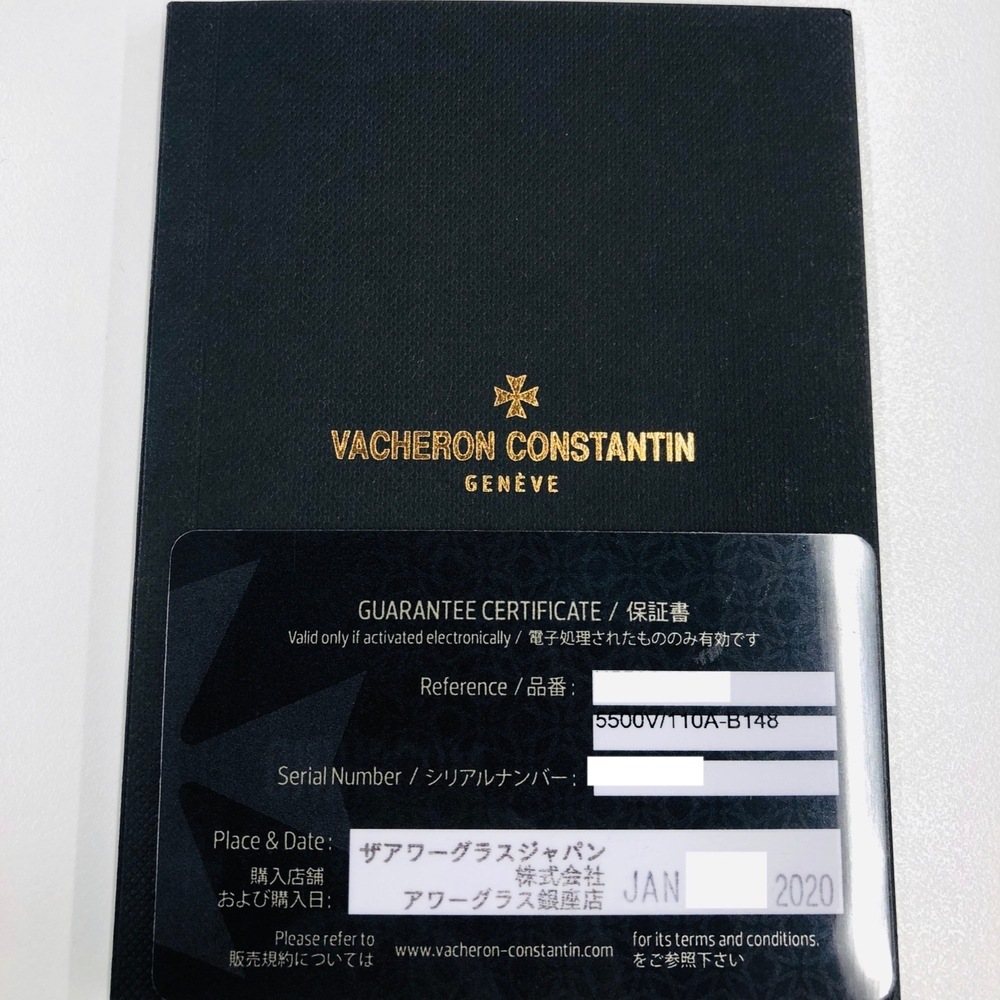 VACHERON CONSTANTIN
GENÈVE
GUARANTEE CERTIFICATE / 保証書
Valid only if activated electronically / 電子処理されたもののみ有効です
Reference / 品番 :
5500V/110A-B148
Serial Number / シリアルナンバー :
Place & Date :
購入店舗
および購入日:
ザアワーグラスジャパン
株式会社
アワーグラス銀座店
JAN 2020
Please refer to www.vacheron-constantin.com for its terms and conditions.
販売規約については をご参照下さい